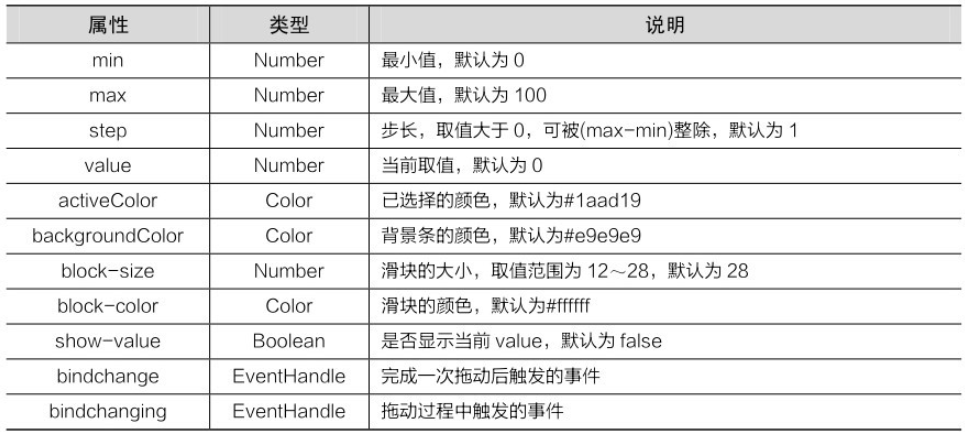 属性 类型 说明
min Number 最小值，默认为 0
max Number 最大值，默认为 100
step Number 步长，取值大于 0，可被(max-min)整除，默认为 1
value Number 当前取值，默认为 0
activeColor Color 已选择的颜色，默认为#1aad19
backgroundColor Color 背景条的颜色，默认为#e9e9e9
block-size Number 滑块的大小，取值范围为 12～28，默认为 28
block-color Color 滑块的颜色，默认为#ffffff
show-value Boolean 是否显示当前 value，默认为 false
bindchange EventHandle 完成一次拖动后触发的事件
bindchanging EventHandle 拖动过程中触发的事件